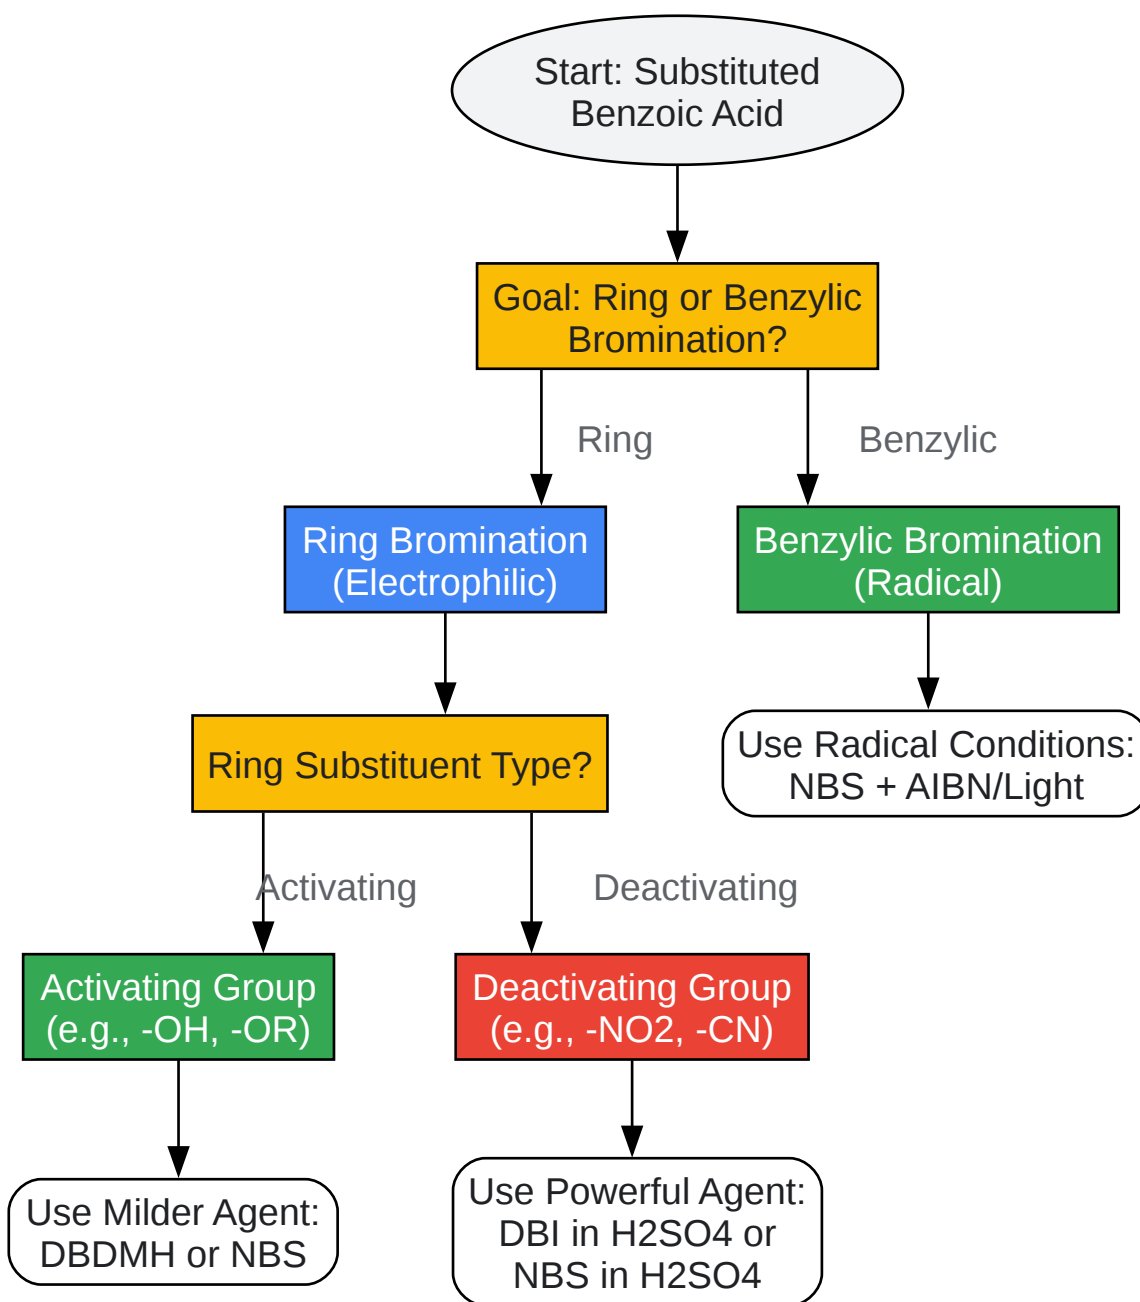 Start: Substituted
Benzoic Acid
Goal: Ring or Benzylic
Bromination?
Ring
Benzylic
Ring Bromination
(Electrophilic)
Benzylic Bromination
(Radical)
Ring Substituent Type?
Use Radical Conditions:
NBS + AIBN/Light
Activating
Deactivating
Activating Group
(e.g., -OH, -OR)
Deactivating Group
(e.g., -NO2, -CN)
Use Milder Agent:
DBDMH or NBS
Use Powerful Agent:
DBI in H2SO4 or
NBS in H2SO4